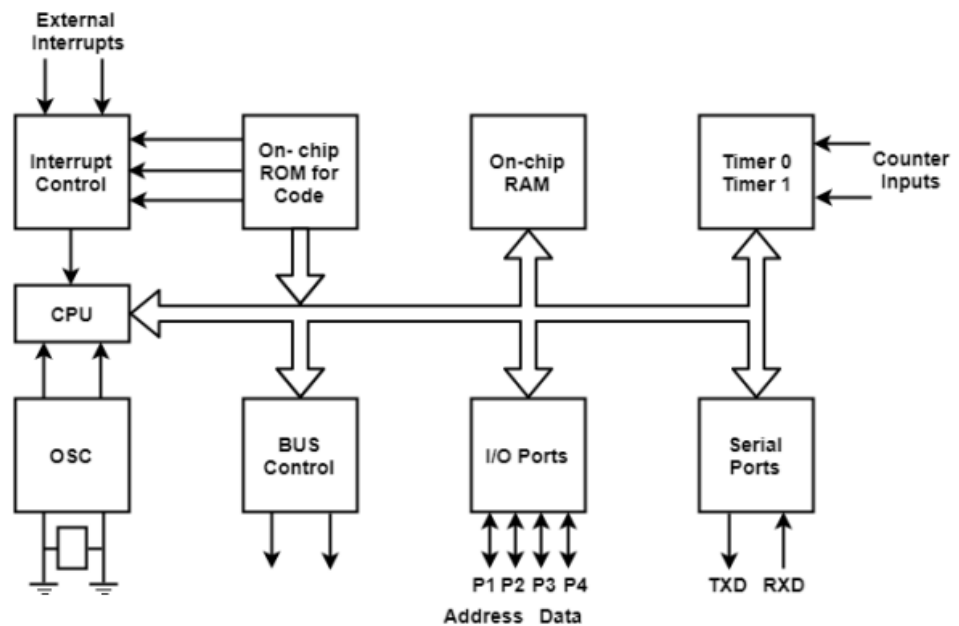 External
Interrupts
Interrupt
Control
On- chip
ROM for
Code
On-chip
RAM
Timer 0
Timer 1
Counter
Inputs
CPU
OSC
BUS
Control
I/O Ports
Serial
Ports
P1 P2 P3 P4
TXD RXD
Address Data